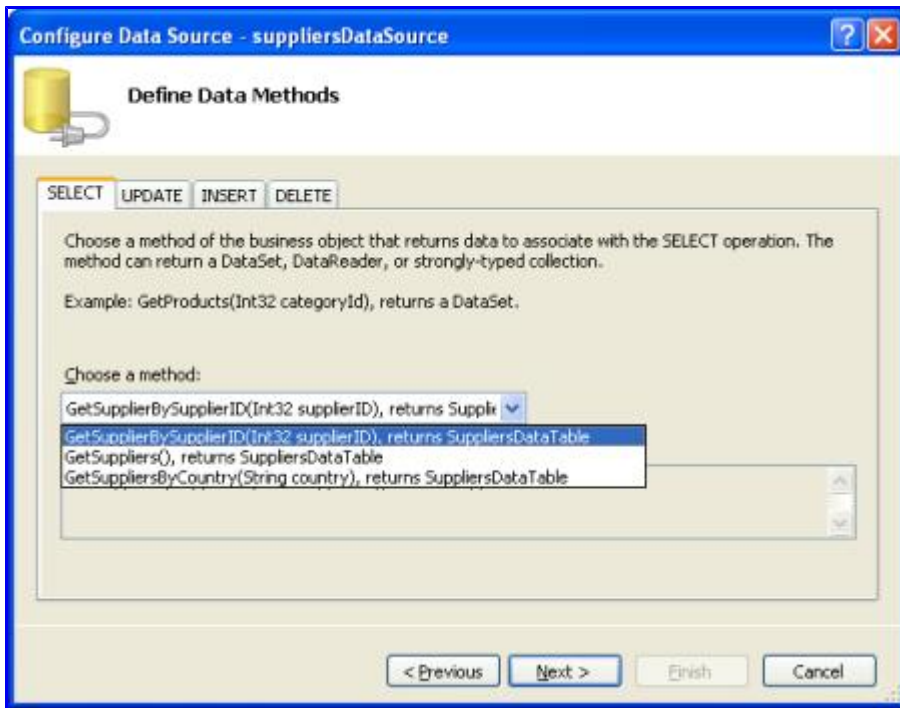 Configure Data Source - suppliersDataSource
Define Data Methods
SELECT UPDATE INSERT DELETE
Choose a method of the business object that returns data to associate with the SELECT operation. The
method can return a DataSet, DataReader, or strongly-typed collection.
Example: GetProducts(Int32 categoryId), returns a DataSet.
Choose a method:
GetSupplierBySupplierID(Int32 supplierID), returns Supplie
GetSupplierBySupplierID(Int32 supplierID), returns SuppliersDataTable
GetSuppliers(), returns SuppliersDataTable
GetSuppliersByCountry(String country), returns SuppliersDataTable
< Previous Next > Finish Cancel